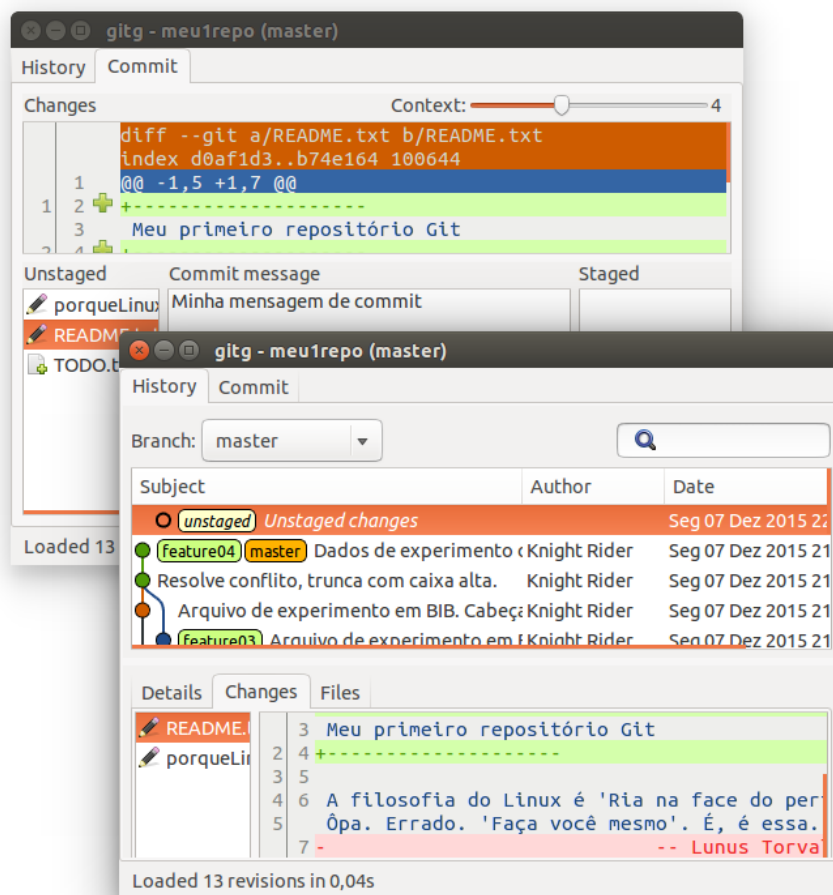 gitg - meu1repo (master)
History Commit
Changes Context: 4
diff --git a/README.txt b/README.txt
index d0af1d3..b74e164 100644
1 @@ -1,5 +1,7 @@
1 2 +--------------------
3 Meu primeiro repositório Git
2 4
Unstaged Commit message Staged
porqueLinux Minha mensagem de commit
README
TODO.t
Loaded 13
gitg - meu1repo (master)
History Commit
Branch: master
Subject Author Date
unstaged Unstaged changes Seg 07 Dez 2015 22
feature04 master Dados de experimento Knight Rider Seg 07 Dez 2015 21
Resolve conflito, trunca com caixa alta. Knight Rider Seg 07 Dez 2015 21
Arquivo de experimento em BIB. Cabeça Knight Rider Seg 07 Dez 2015 21
feature03 Arquivo de experimento em Knight Rider Seg 07 Dez 2015 21
Details Changes Files
README.
porqueLi
3 Meu primeiro repositório Git
2 4 +--------------------
3 5
4 6 A filosofia do Linux é 'Ria na face do per
5 Ôpa. Errado. 'Faça você mesmo'. É, é essa.
7 - -- Lunus Torval
Loaded 13 revisions in 0,04s